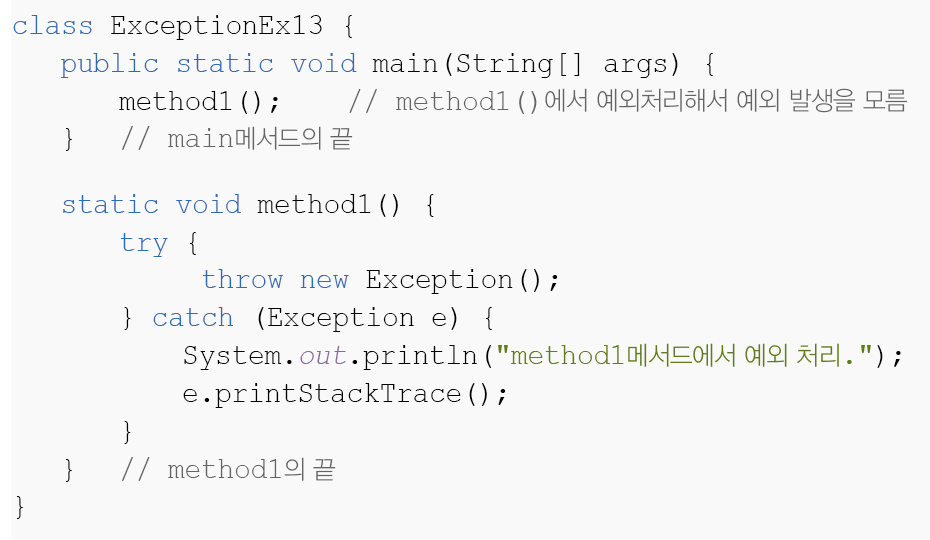 class ExceptionEx13 {
public static void main(String[] args) {
method1(); // method1()에서 예외처리해서 예외 발생을 모름
} // main메서드의 끝
static void method1() {
try {
throw new Exception();
} catch (Exception e) {
System.out.println("method1메서드에서 예외 처리.");
e.printStackTrace();
}
} // method1의 끝
}